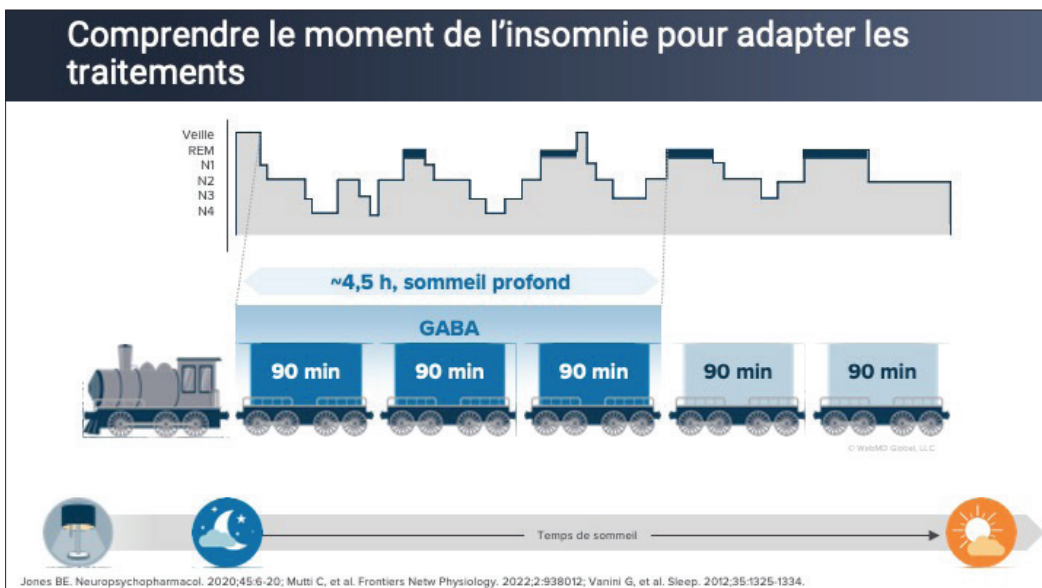 Comprendre le moment de l'insomnie pour adapter les
traitements
Veille
REM
N1
N2
N3
N4
~4,5 h, sommeil profond
GABA
90 min
90 min
90 min
90 min
90 min
© WebMD Global, LLC
Temps de sommeil
Jones BE. Neuropsychopharmacol. 2020;45:6-20; Mutti C, et al. Frontiers Netw Physiology. 2022;2:938012; Vanini G, et al. Sleep. 2012;35:1325-1334.